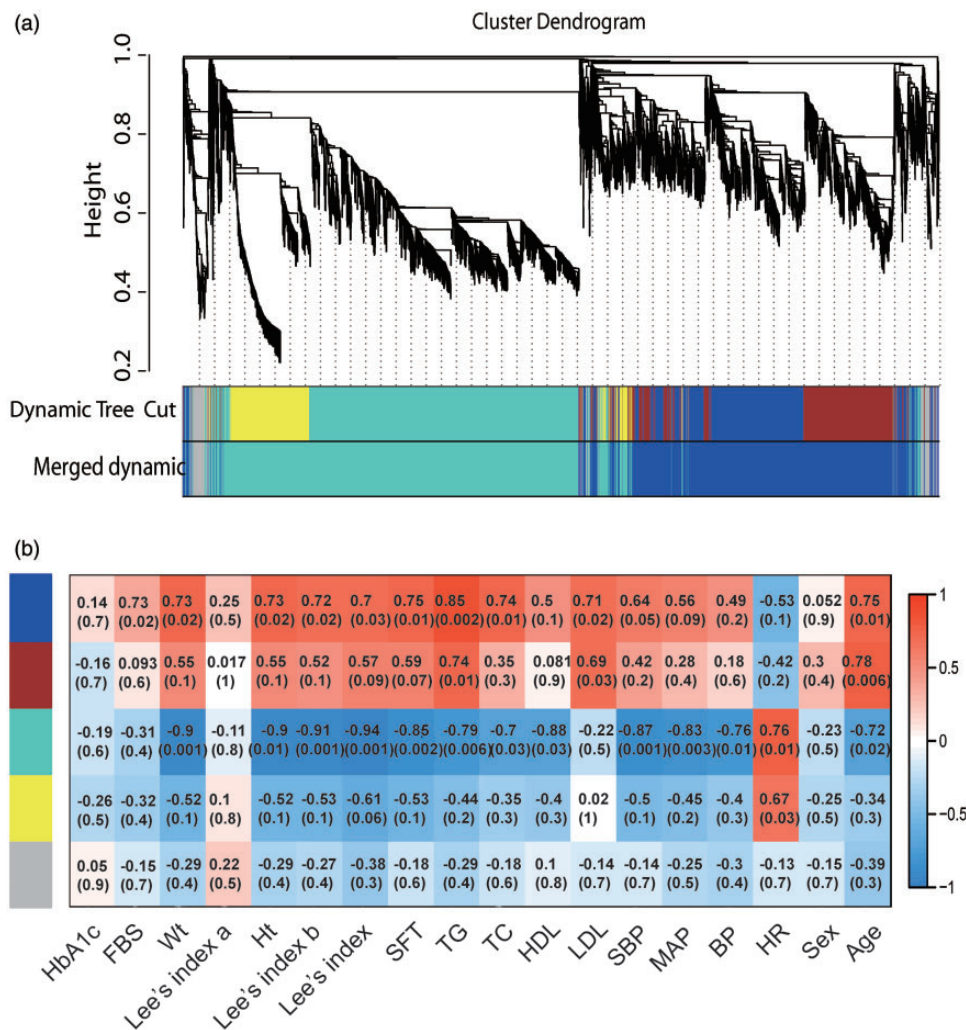 (a)
Cluster Dendrogram
1.0
0.8
0.6
0.4
0.2
Height
Dynamic Tree Cut
Merged dynamic
(b)
0.14 0.73 0.73 0.25 0.73 0.72 0.7 0.75 0.85 0.74 0.5 0.71 0.64 0.56 0.49 -0.53 0.052 0.75
(0.7) (0.02) (0.02) (0.5) (0.02) (0.02) (0.03) (0.01) (0.002) (0.01) (0.1) (0.02) (0.05) (0.09) (0.2) (0.1) (0.9) (0.01)
-0.16 0.093 0.55 0.017 0.55 0.52 0.57 0.59 0.74 0.35 0.081 0.69 0.42 0.28 0.18 -0.42 0.3 0.78
(0.7) (0.6) (0.1) (1) (0.1) (0.1) (0.09) (0.07) (0.01) (0.3) (0.9) (0.03) (0.2) (0.4) (0.6) (0.2) (0.4) (0.006)
-0.19 -0.31 -0.9 -0.11 -0.9 -0.91 -0.94 -0.85 -0.79 -0.7 -0.88 -0.22 -0.87 -0.83 -0.76 0.76 -0.23 -0.72
(0.6) (0.4) (0.001) (0.8) (0.01) (0.001) (0.001) (0.002) (0.006) (0.03) (0.03) (0.5) (0.001) (0.003) (0.01) (0.01) (0.5) (0.02)
-0.26 -0.32 -0.52 0.1 -0.52 -0.53 -0.61 -0.53 -0.44 -0.35 -0.4 0.02 -0.5 -0.45 -0.4 0.67 -0.25 -0.34
(0.5) (0.4) (0.1) (0.8) (0.1) (0.1) (0.06) (0.1) (0.2) (0.3) (0.3) (1) (0.1) (0.2) (0.3) (0.03) (0.5) (0.3)
0.05 -0.15 -0.29 0.22 -0.29 -0.27 -0.38 -0.18 -0.29 -0.18 0.1 -0.14 -0.14 -0.25 -0.3 -0.13 -0.15 -0.39
(0.9) (0.7) (0.4) (0.5) (0.4) (0.4) (0.3) (0.6) (0.4) (0.6) (0.8) (0.7) (0.7) (0.5) (0.4) (0.7) (0.7) (0.3)
1
0.5
0
−0.5
−1
HbA1c
FBS
Wt
Lee's index a
Ht
Lee's index b
Lee's index
SFT
TG
TC
HDL
LDL
SBP
MAP
BP
HR
Sex
Age